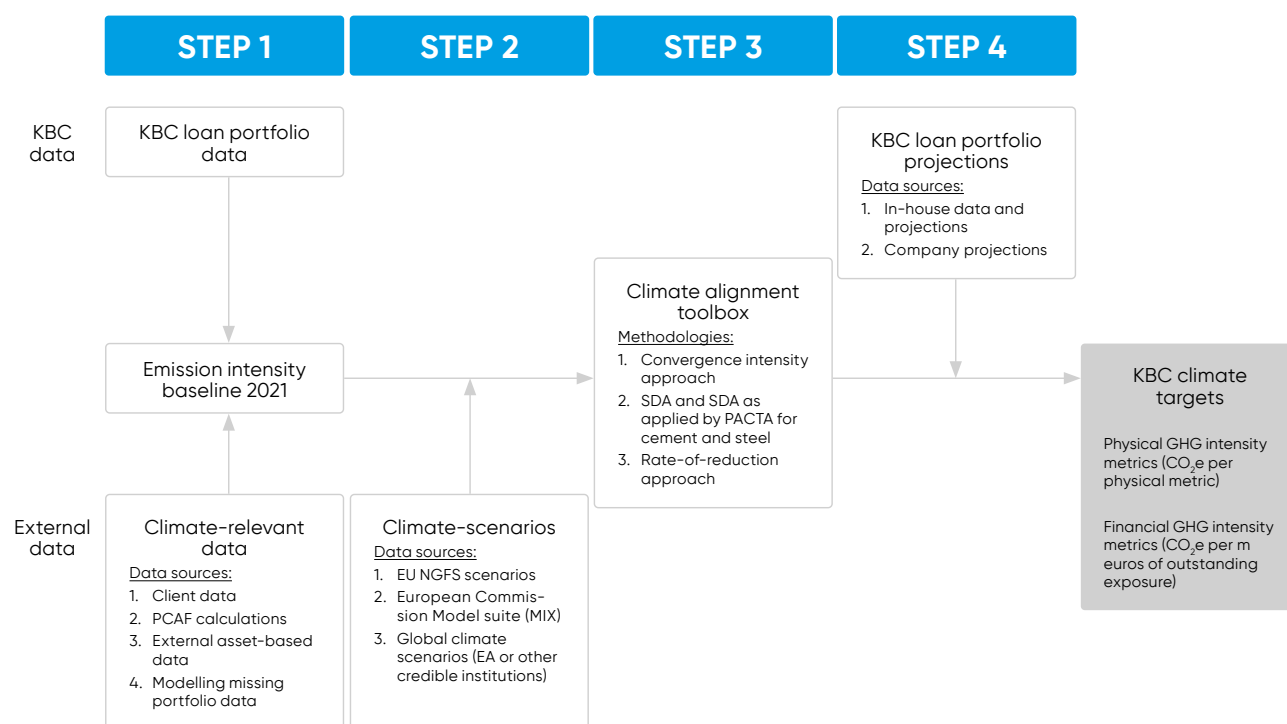 STEP 1
STEP 2
STEP 3
STEP 4
KBC
data
KBC loan portfolio
data
KBC loan portfolio
projections
Data sources:
1. In-house data and
projections
2. Company projections
Climate alignment
toolbox
Methodologies:
1. Convergence intensity
approach
2. SDA and SDA as
applied by PACTA for
cement and steel
3. Rate-of-reduction
approach
Emission intensity
baseline 2021
KBC climate
targets
Physical GHG intensity
metrics (CO₂e per
physical metric)
Financial GHG intensity
metrics (CO₂e per m
euros of outstanding
exposure)
External
data
Climate-relevant
data
Data sources:
1. Client data
2. PCAF calculations
3. External asset-based
data
4. Modelling missing
portfolio data
Climate-scenarios
Data sources:
1. EU NGFS scenarios
2. European Commis-
sion Model suite (MIX)
3. Global climate
scenarios (EA or other
credible institutions)